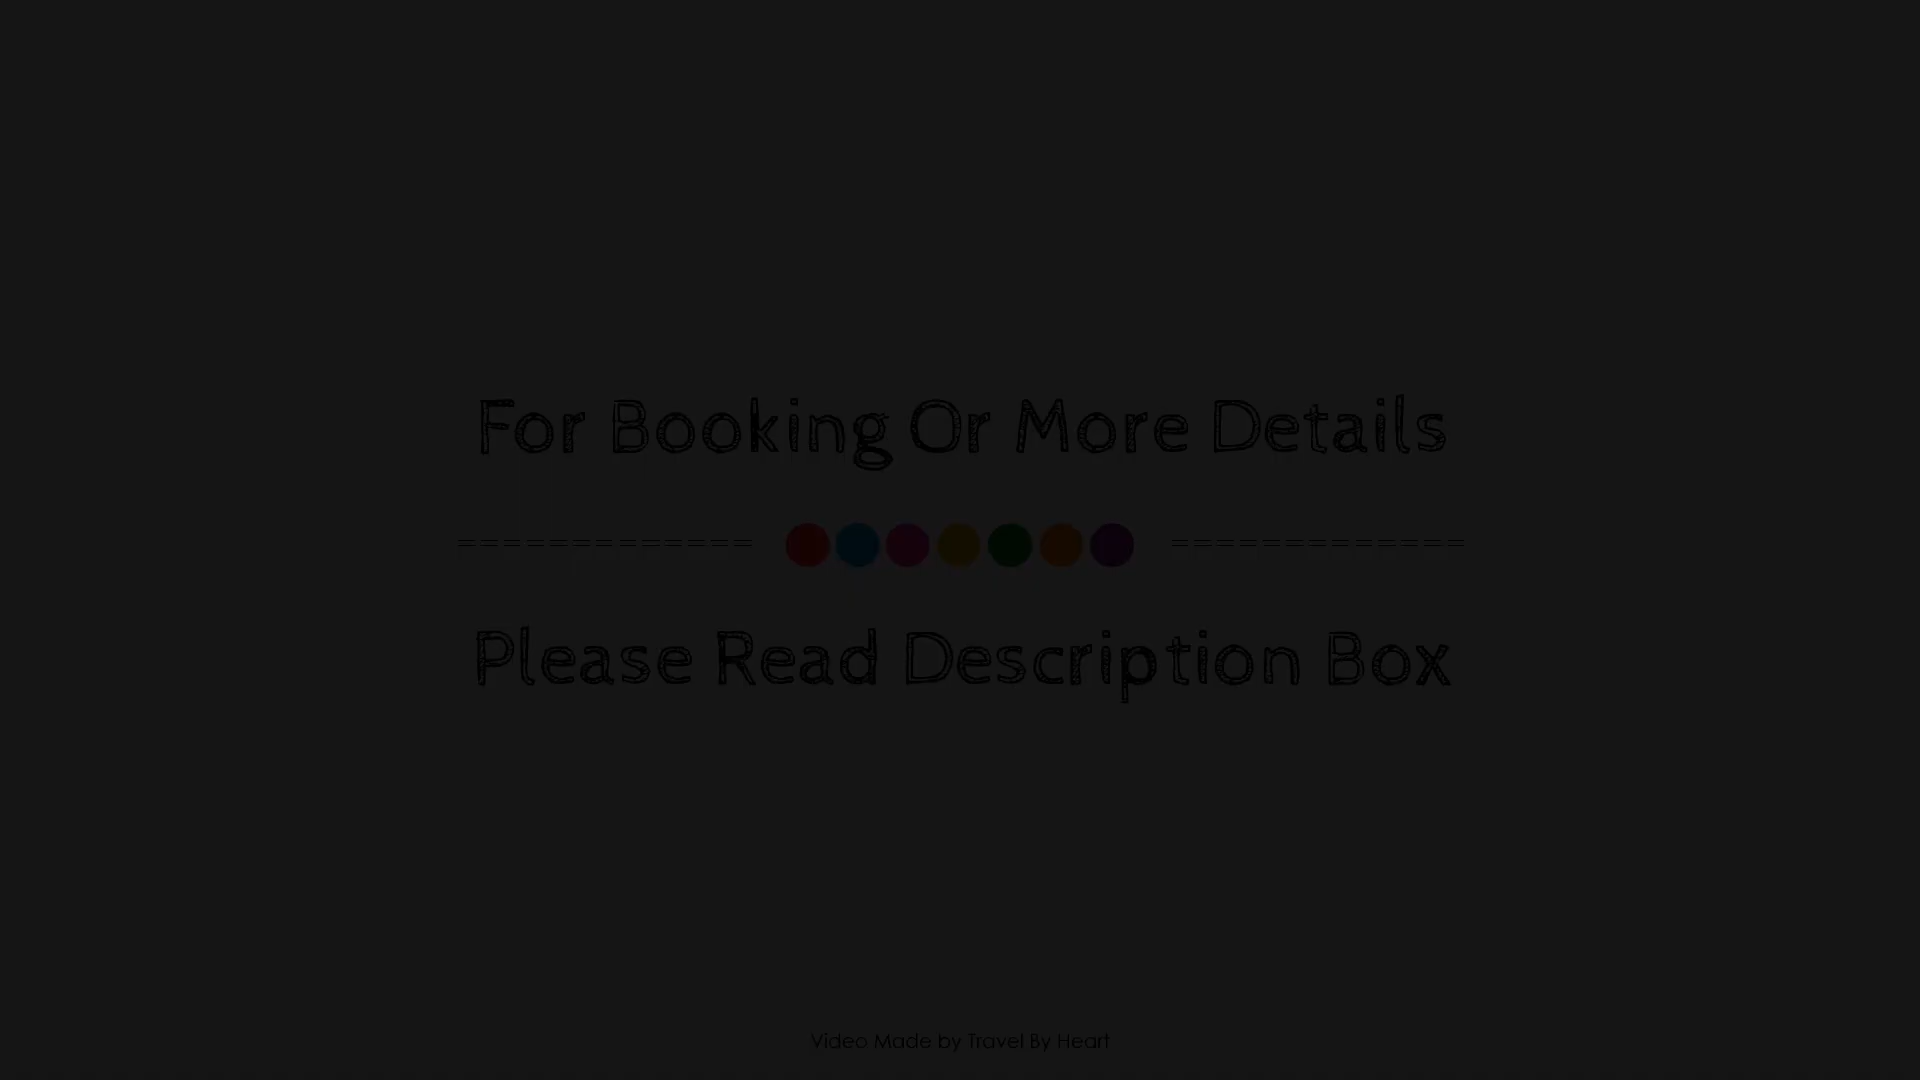 For Booking Or More Details
============= =============
Please Read Description Box
Video Made by Travel By Heart